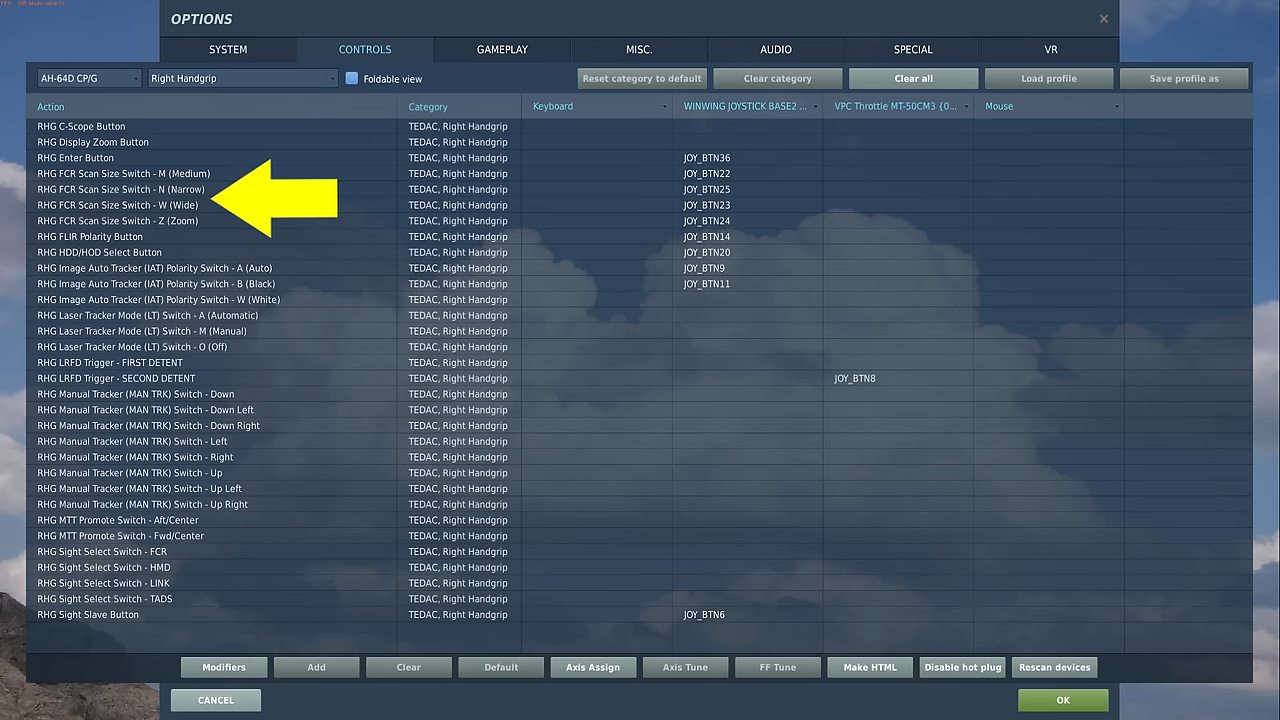 OPTIONS
SYSTEM CONTROLS GAMEPLAY MISC. AUDIO SPECIAL VR
AH-64D CP/G Right Handgrip Foldable view Reset category to default Clear category Clear all Load profile Save profile as
Action Category Keyboard WINWING JOYSTICK BASE2 ... VPC Throttle MT-50CM3 {0... Mouse
RHG C-Scope Button TEDAC, Right Handgrip
RHG Display Zoom Button TEDAC, Right Handgrip
RHG Enter Button TEDAC, Right Handgrip JOY_BTN36
RHG FCR Scan Size Switch - M (Medium) TEDAC, Right Handgrip JOY_BTN22
RHG FCR Scan Size Switch - N (Narrow) TEDAC, Right Handgrip JOY_BTN25
RHG FCR Scan Size Switch - W (Wide) TEDAC, Right Handgrip JOY_BTN23
RHG FCR Scan Size Switch - Z (Zoom) TEDAC, Right Handgrip JOY_BTN24
RHG FLIR Polarity Button TEDAC, Right Handgrip JOY_BTN14
RHG HDD/HOD Select Button TEDAC, Right Handgrip JOY_BTN20
RHG Image Auto Tracker (IAT) Polarity Switch - A (Auto) TEDAC, Right Handgrip JOY_BTN9
RHG Image Auto Tracker (IAT) Polarity Switch - B (Black) TEDAC, Right Handgrip JOY_BTN11
RHG Image Auto Tracker (IAT) Polarity Switch - W (White) TEDAC, Right Handgrip
RHG Laser Tracker Mode (LT) Switch - A (Automatic) TEDAC, Right Handgrip
RHG Laser Tracker Mode (LT) Switch - M (Manual) TEDAC, Right Handgrip
RHG Laser Tracker Mode (LT) Switch - O (Off) TEDAC, Right Handgrip
RHG LRFD Trigger - FIRST DETENT TEDAC, Right Handgrip
RHG LRFD Trigger - SECOND DETENT TEDAC, Right Handgrip JOY_BTN8
RHG Manual Tracker (MAN TRK) Switch - Down TEDAC, Right Handgrip
RHG Manual Tracker (MAN TRK) Switch - Down Left TEDAC, Right Handgrip
RHG Manual Tracker (MAN TRK) Switch - Down Right TEDAC, Right Handgrip
RHG Manual Tracker (MAN TRK) Switch - Left TEDAC, Right Handgrip
RHG Manual Tracker (MAN TRK) Switch - Right TEDAC, Right Handgrip
RHG Manual Tracker (MAN TRK) Switch - Up TEDAC, Right Handgrip
RHG Manual Tracker (MAN TRK) Switch - Up Left TEDAC, Right Handgrip
RHG Manual Tracker (MAN TRK) Switch - Up Right TEDAC, Right Handgrip
RHG MTT Promote Switch - Aft/Center TEDAC, Right Handgrip
RHG MTT Promote Switch - Fwd/Center TEDAC, Right Handgrip
RHG Sight Select Switch - FCR TEDAC, Right Handgrip
RHG Sight Select Switch - HMD TEDAC, Right Handgrip
RHG Sight Select Switch - LINK TEDAC, Right Handgrip
RHG Sight Select Switch - TADS TEDAC, Right Handgrip
RHG Sight Slave Button TEDAC, Right Handgrip JOY_BTN6
Modifiers Add Clear Default Axis Assign Axis Tune FF Tune Make HTML Disable hot plug Rescan devices
CANCEL OK